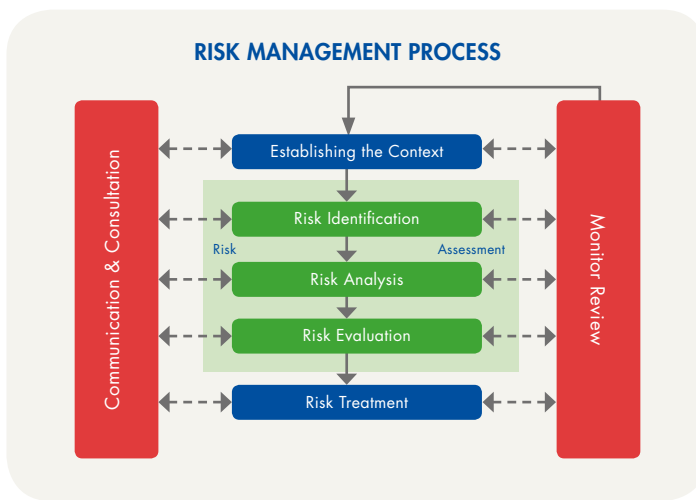 RISK MANAGEMENT PROCESS
Communication & Consultation
Establishing the Context
Risk Identification
Risk
Assessment
Risk Analysis
Risk Evaluation
Risk Treatment
Monitor Review